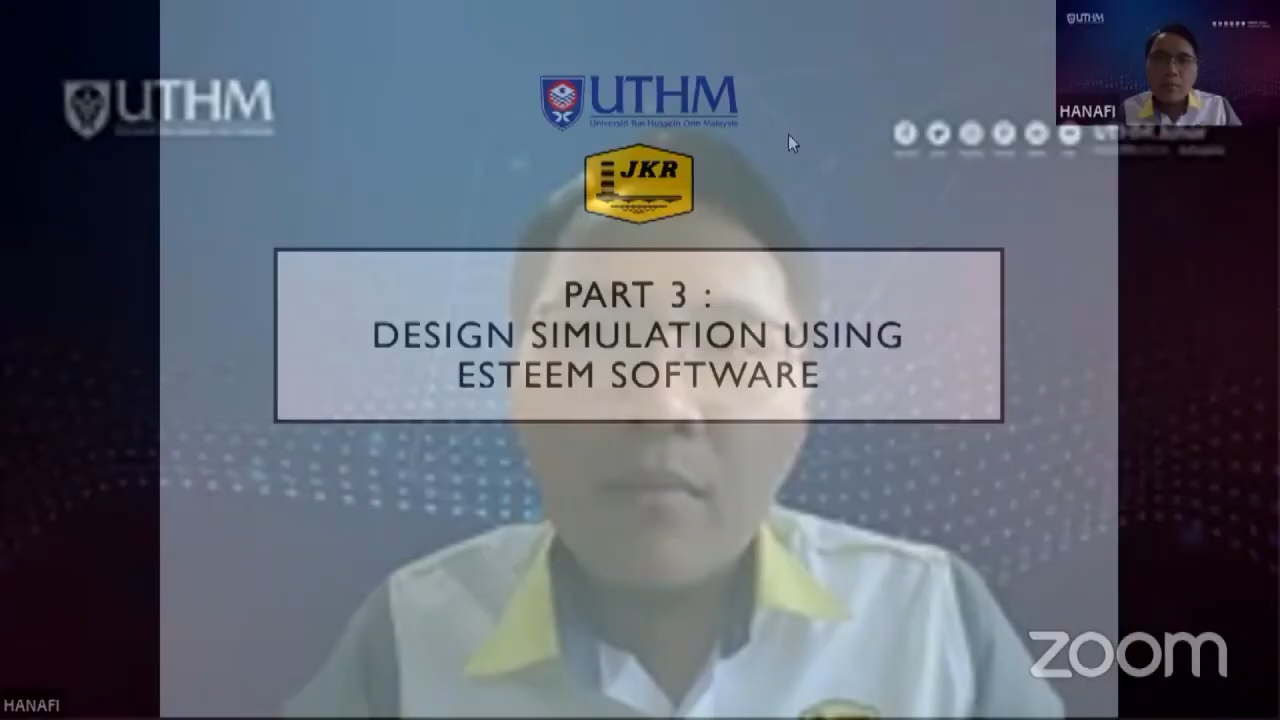 UTHM
UTHM
Universiti Tun Hussein Onn Malaysia
UTHM
HANAFI
JKR
PART 3 :
DESIGN SIMULATION USING
ESTEEM SOFTWARE
zoom
HANAFI